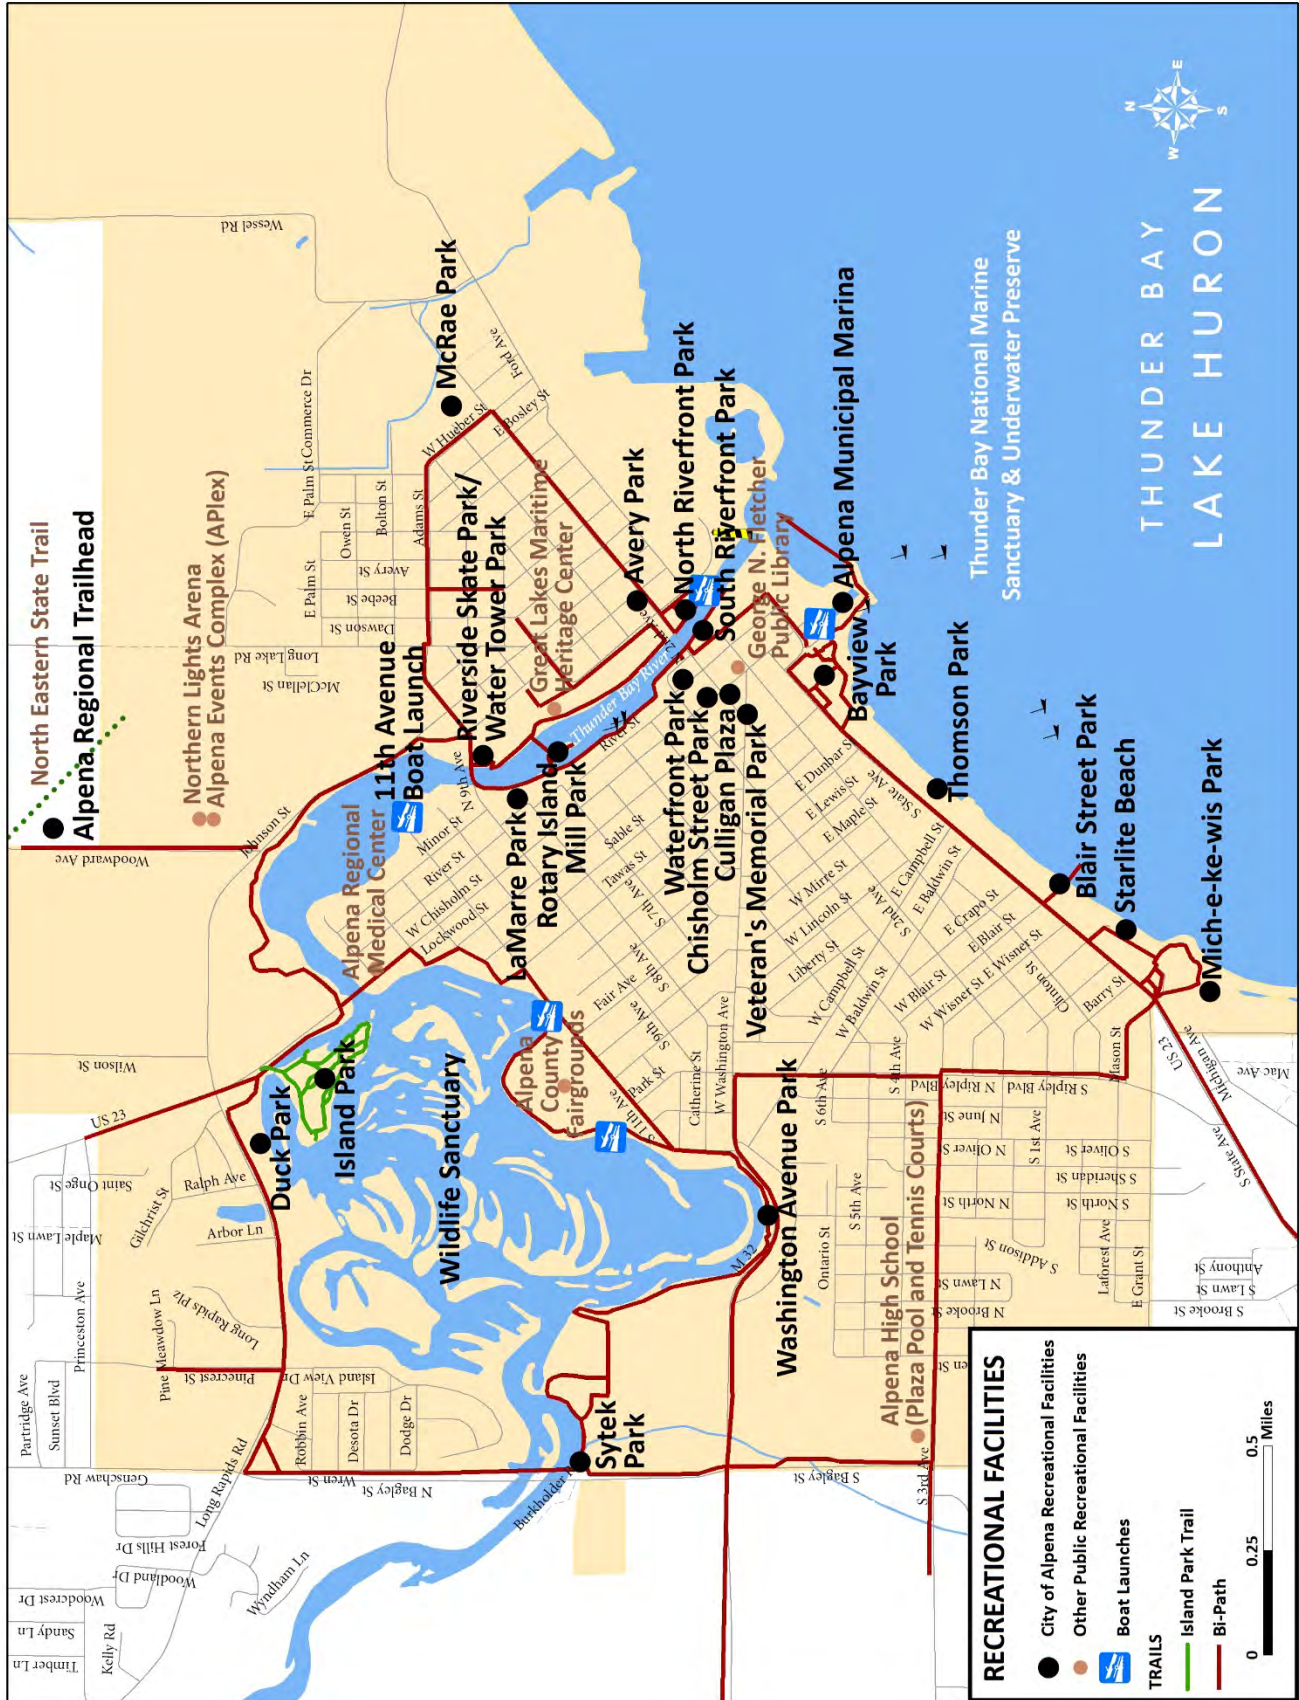 North Eastern State Trail
Alpena Regional Trailhead
Northern Lights Arena
Alpena Events Complex (APlex)
Woodward Ave
Johnson St
Wessel Rd
Long Lake Rd
McClellan St
E Palm St
E Palm St
Commerce Dr
Owen St
Bolton St
Adams St
Avery St
Beebe St
Dawson St
W Hueber St
Ford Ave
E Bosley St
McRae Park
11th Avenue
Boat Launch
Riverside Skate Park/
Water Tower Park
Great Lakes Maritime
Heritage Center
Avery Park
North Riverfront Park
South Riverfront Park
George N. Fletcher
Public Library
Alpena Municipal Marina
Bayview
Park
Thomson Park
Blair Street Park
Starlite Beach
Mich-e-ke-wis Park
Thunder Bay National Marine
Sanctuary & Underwater Preserve
THUNDER BAY
LAKE HURON
N
E
S
W
Thunder Bay River
2nd Ave
River St
N 9th Ave
Alpena Regional
Medical Center
Minor St
River St
W Chisholm St
Lockwood St
LaMarre Park
Rotary Island
Mill Park
Waterfront Park
Chisholm Street Park
Culligan Plaza
Veteran's Memorial Park
Sable St
Tawas St
S 7th Ave
S 8th Ave
Fair Ave
S 9th Ave
Park St
S 11th Ave
Catherine St
W Washington Ave
E Dunbar St
S State Ave
E Lewis St
E Maple St
W Mirre St
W Lincoln St
Liberty St
S 2nd Ave
E Campbell St
E Baldwin St
W Campbell St
W Baldwin St
E Crapo St
E Blair St
W Blair St
W Wisner St
E Wisner St
Clinton St
Barry St
Mason St
US 23
Michigan Ave
Mac Ave
S State Ave
Wilson St
US 23
Duck Park
Island Park
Wildlife Sanctuary
Alpena
County
Fairgrounds
Washington Avenue Park
M 32
Saint Onge St
Maple Lawn St
Gilchrist St
Ralph Ave
Arbor Ln
Princeston Ave
Long Rapids Plz
Pine Meawdow Ln
Pinecrest St
Partridge Ave
Sunset Blvd
Island View Dr
Robbin Ave
Desota Dr
Dodge Dr
Genschaw Rd
Wren St
N Bagley St
Long Rapids Rd
Forest Hills Dr
Woodland Dr
Woodcrest Dr
Wyndham Ln
Sandy Ln
Timber Ln
Kelly Rd
Sytek
Park
S Bagley St
S 3rd Ave
Alpena High School
(Plaza Pool and Tennis Courts)
Ontario St
S 6th Ave
S 5th Ave
S 4th Ave
N Ripley Blvd
S Ripley Blvd
N June St
N Oliver St
S Oliver St
S 1st Ave
S Sheridan St
N North St
S North St
S Addison St
Laforest Ave
E Grant St
N Lawn St
N Brooke St
Anthony St
S Lawn St
S Brooke St
RECREATIONAL FACILITIES
City of Alpena Recreational Facilities
Other Public Recreational Facilities
Boat Launches
TRAILS
Island Park Trail
Bi-Path
0
0.25
0.5
Miles